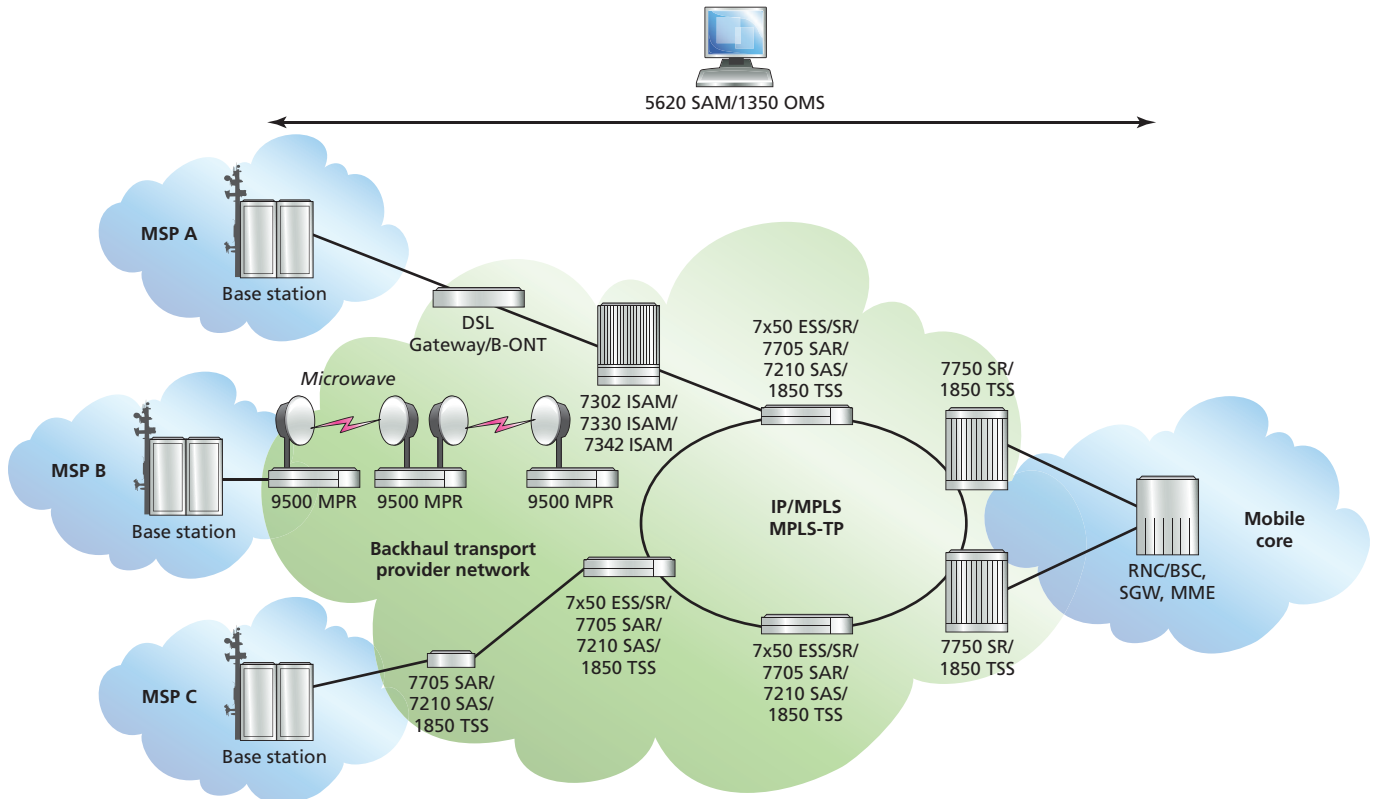 5620 SAM/1350 OMS
MSP A
Base station
DSL
Gateway/B-ONT
7302 ISAM/
7330 ISAM/
7342 ISAM
7x50 ESS/SR/
7705 SAR/
7210 SAS/
1850 TSS
7750 SR/
1850 TSS
Microwave
MSP B
Base station
9500 MPR
9500 MPR
9500 MPR
IP/MPLS
MPLS-TP
Mobile
core
RNC/BSC,
SGW, MME
Backhaul transport
provider network
7x50 ESS/SR/
7705 SAR/
7210 SAS/
1850 TSS
7x50 ESS/SR/
7705 SAR/
7210 SAS/
1850 TSS
7750 SR/
1850 TSS
MSP C
Base station
7705 SAR/
7210 SAS/
1850 TSS